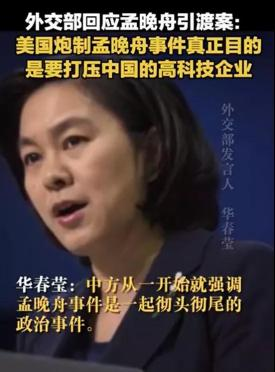 外交部回应孟晚舟引渡案：
美国炮制孟晚舟事件真正目的
是要打压中国的高科技企业
外交部发言人 华春莹
华春莹：中方从一开始就强调
孟晚舟事件是一起彻头彻尾的
政治事件。